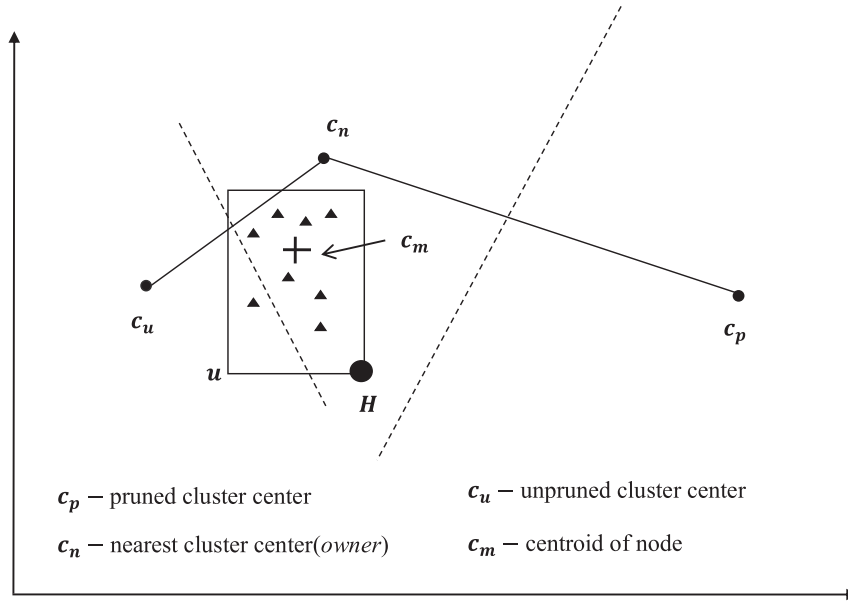 c_n
c_m
c_u
c_p
u
H
c_p − pruned cluster center
c_u − unpruned cluster center
c_n − nearest cluster center(owner)
c_m − centroid of node